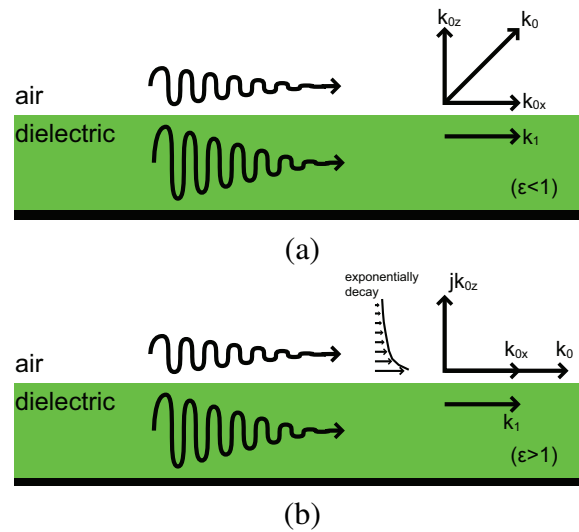 k0z
k0
air
k0x
dielectric
k1
(ε<1)
(a)
exponentially
decay
jk0z
k0x
k0
air
dielectric
k1
(ε>1)
(b)